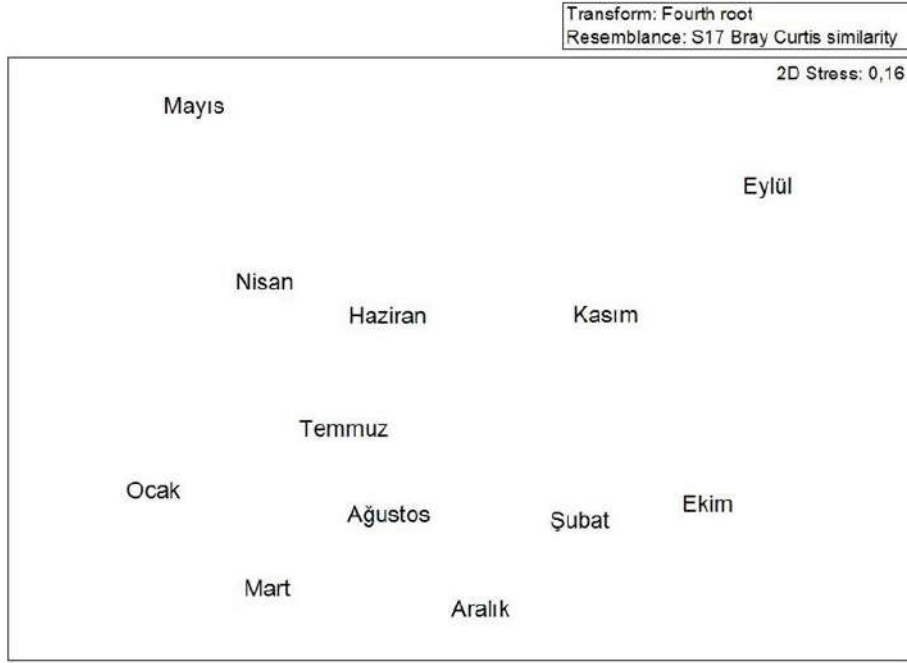 Transform: Fourth root
Resemblance: S17 Bray Curtis similarity
2D Stress: 0,16
Mayıs
Eylül
Nisan
Haziran
Kasım
Temmuz
Ocak
Ağustos
Şubat
Ekim
Mart
Aralık